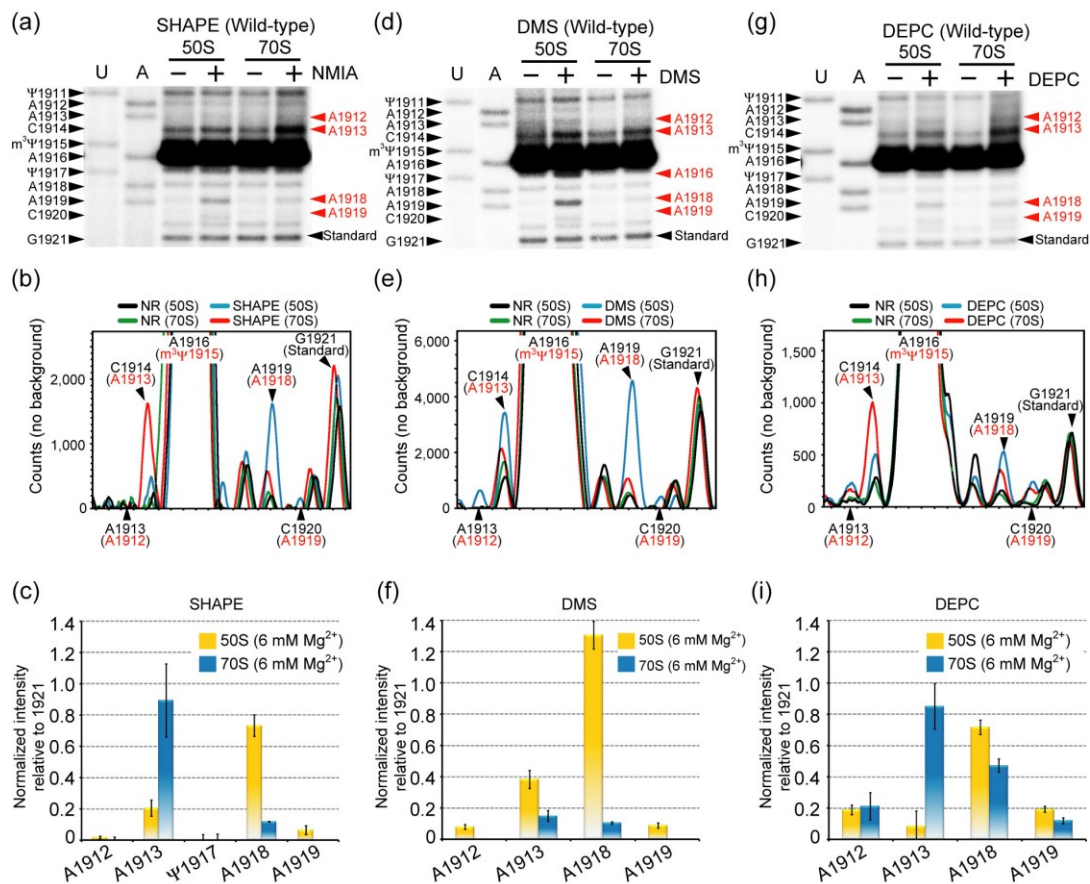 (a) SHAPE (Wild-type)
50S 70S
U A − + − + NMIA
Ψ1911
A1912
A1913
C1914
m³Ψ1915
A1916
Ψ1917
A1918
A1919
C1920
G1921
A1912
A1913
A1918
A1919
Standard
(d) DMS (Wild-type)
50S 70S
U A − + − + DMS
Ψ1911
A1912
A1913
C1914
m³Ψ1915
A1916
Ψ1917
A1918
A1919
C1920
G1921
A1912
A1913
A1916
A1918
A1919
Standard
(g) DEPC (Wild-type)
50S 70S
U A − + − + DEPC
Ψ1911
A1912
A1913
C1914
m³Ψ1915
A1916
Ψ1917
A1918
A1919
C1920
G1921
A1912
A1913
A1918
A1919
Standard
(b)
NR (50S) SHAPE (50S)
NR (70S) SHAPE (70S)
Counts (no background)
2,000
1,000
0
C1914
(A1913)
A1916
(m³Ψ1915)
A1919
(A1918)
G1921
(Standard)
A1913
(A1912)
C1920
(A1919)
(e)
NR (50S) DMS (50S)
NR (70S) DMS (70S)
Counts (no background)
6,000
4,000
2,000
0
C1914
(A1913)
A1916
(m³Ψ1915)
A1919
(A1918)
G1921
(Standard)
A1913
(A1912)
C1920
(A1919)
(h)
NR (50S) DEPC (50S)
NR (70S) DEPC (70S)
Counts (no background)
1,500
1,000
500
0
C1914
(A1913)
A1916
(m³Ψ1915)
A1919
(A1918)
G1921
(Standard)
A1913
(A1912)
C1920
(A1919)
(c) SHAPE
Normalized intensity
relative to 1921
1.4
1.2
1.0
0.8
0.6
0.4
0.2
0
50S (6 mM Mg²⁺)
70S (6 mM Mg²⁺)
A1912 A1913 Ψ1917 A1918 A1919
(f) DMS
Normalized intensity
relative to 1921
1.4
1.2
1.0
0.8
0.6
0.4
0.2
0
50S (6 mM Mg²⁺)
70S (6 mM Mg²⁺)
A1912 A1913 A1918 A1919
(i) DEPC
Normalized intensity
relative to 1921
1.4
1.2
1.0
0.8
0.6
0.4
0.2
0
50S (6 mM Mg²⁺)
70S (6 mM Mg²⁺)
A1912 A1913 A1918 A1919